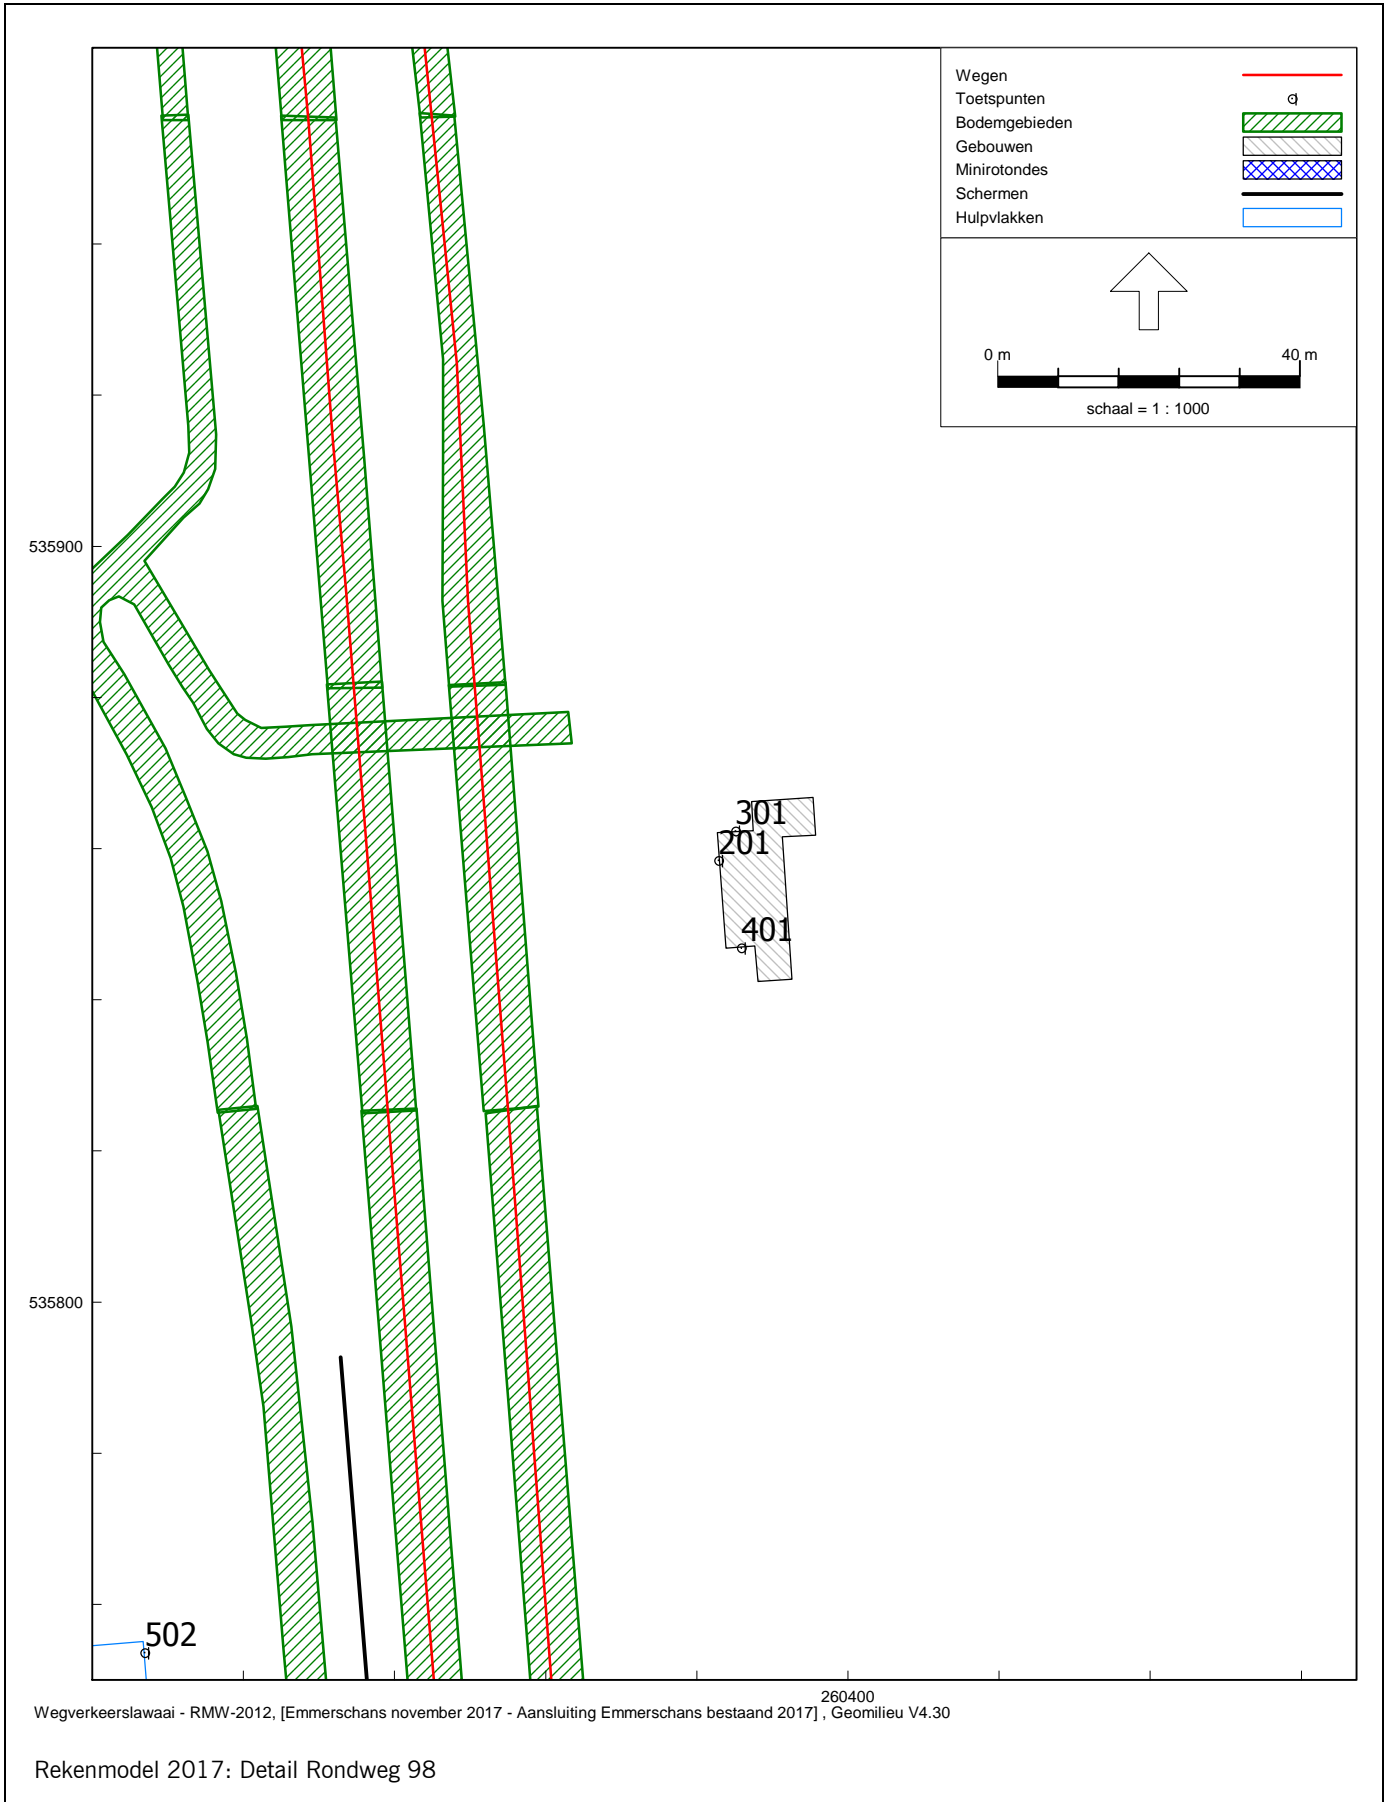 Wegen
Toetspunten
Bodemgebieden
Gebouwen
Minirotondes
Schermen
Hulpvlakken
0 m 40 m
schaal = 1 : 1000
535900
301
201
401
535800
502
260400
Wegverkeerslawaai - RMW-2012, [Emmerschans november 2017 - Aansluiting Emmerschans bestaand 2017] , Geomilieu V4.30
Rekenmodel 2017: Detail Rondweg 98